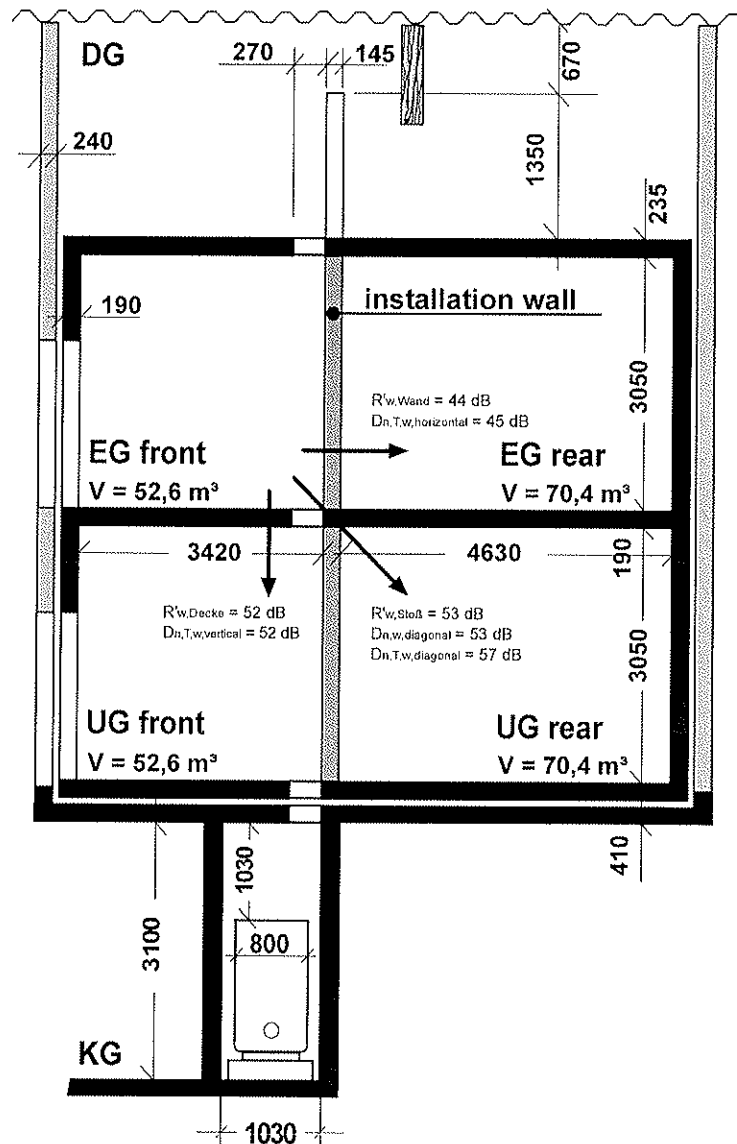 DG
270
145
670
240
1350
235
190
installation wall
3050
R'w,Wand = 44 dB
Dn,T,w,horizontal = 45 dB
EG front
V = 52,6 m³
EG rear
V = 70,4 m³
3420
4630
190
R'w,Decke = 52 dB
Dn,T,w,vertical = 52 dB
R'w,Stoß = 53 dB
Dn,w,diagonal = 53 dB
Dn,T,w,diagonal = 57 dB
3050
UG front
V = 52,6 m³
UG rear
V = 70,4 m³
410
1030
3100
800
KG
1030